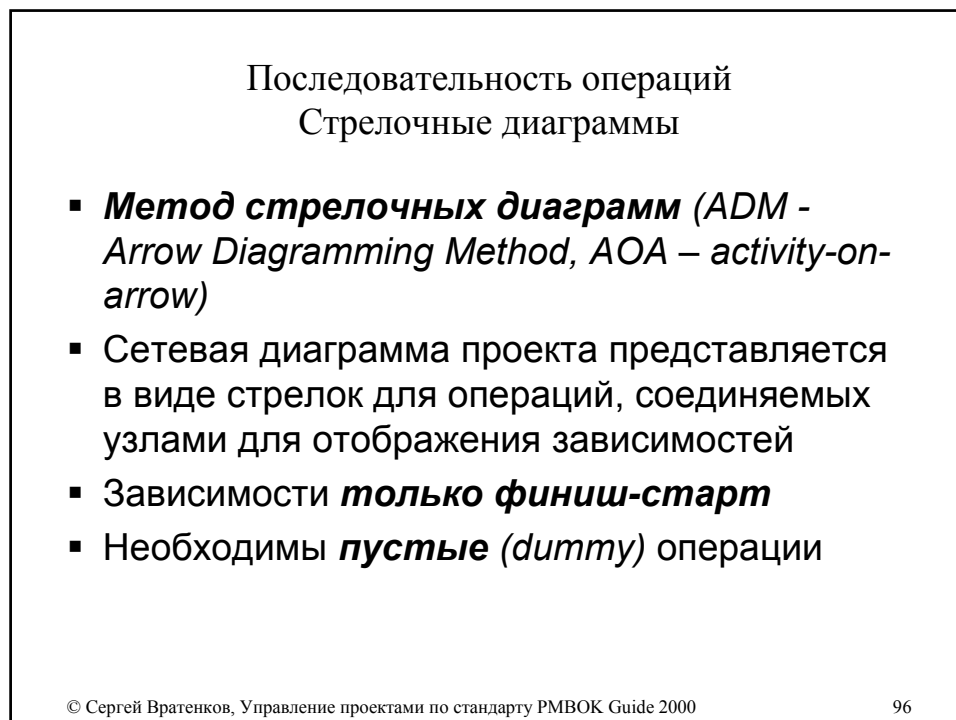 Последовательность операций
Стрелочные диаграммы
▪ Метод стрелочных диаграмм (ADM -
Arrow Diagramming Method, AOA – activity-on-
arrow)
▪ Сетевая диаграмма проекта представляется
в виде стрелок для операций, соединяемых
узлами для отображения зависимостей
▪ Зависимости только финиш-старт
▪ Необходимы пустые (dummy) операции
© Сергей Вратенков, Управление проектами по стандарту PMBOK Guide 2000 96